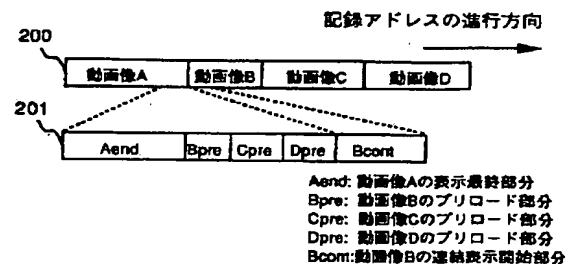 記録アドレスの進行方向
200
動画像A 動画像B 動画像C 動画像D
201
Aend Bpre Cpre Dpre Bcont
Aend: 動画像Aの表示最終部分
Bpre: 動画像Bのプリロード部分
Cpre: 動画像Cのプリロード部分
Dpre: 動画像Dのプリロード部分
Bcont:動画像Bの連結表示開始部分